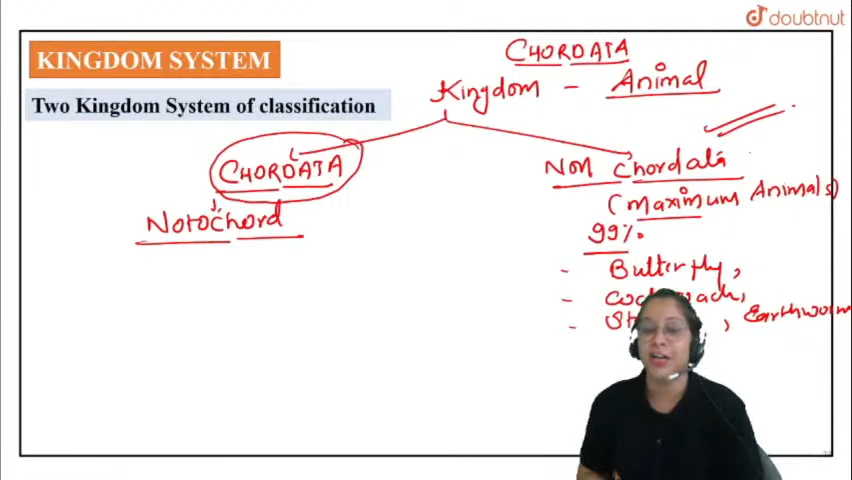 doubtnut
KINGDOM SYSTEM
CHORDATA
Two Kingdom System of classification
Kingdom - Animal
CHORDATA
Non Chordata
Notochord
(maximum Animals)
99%
- Butterfly,
-
- , Earthworm